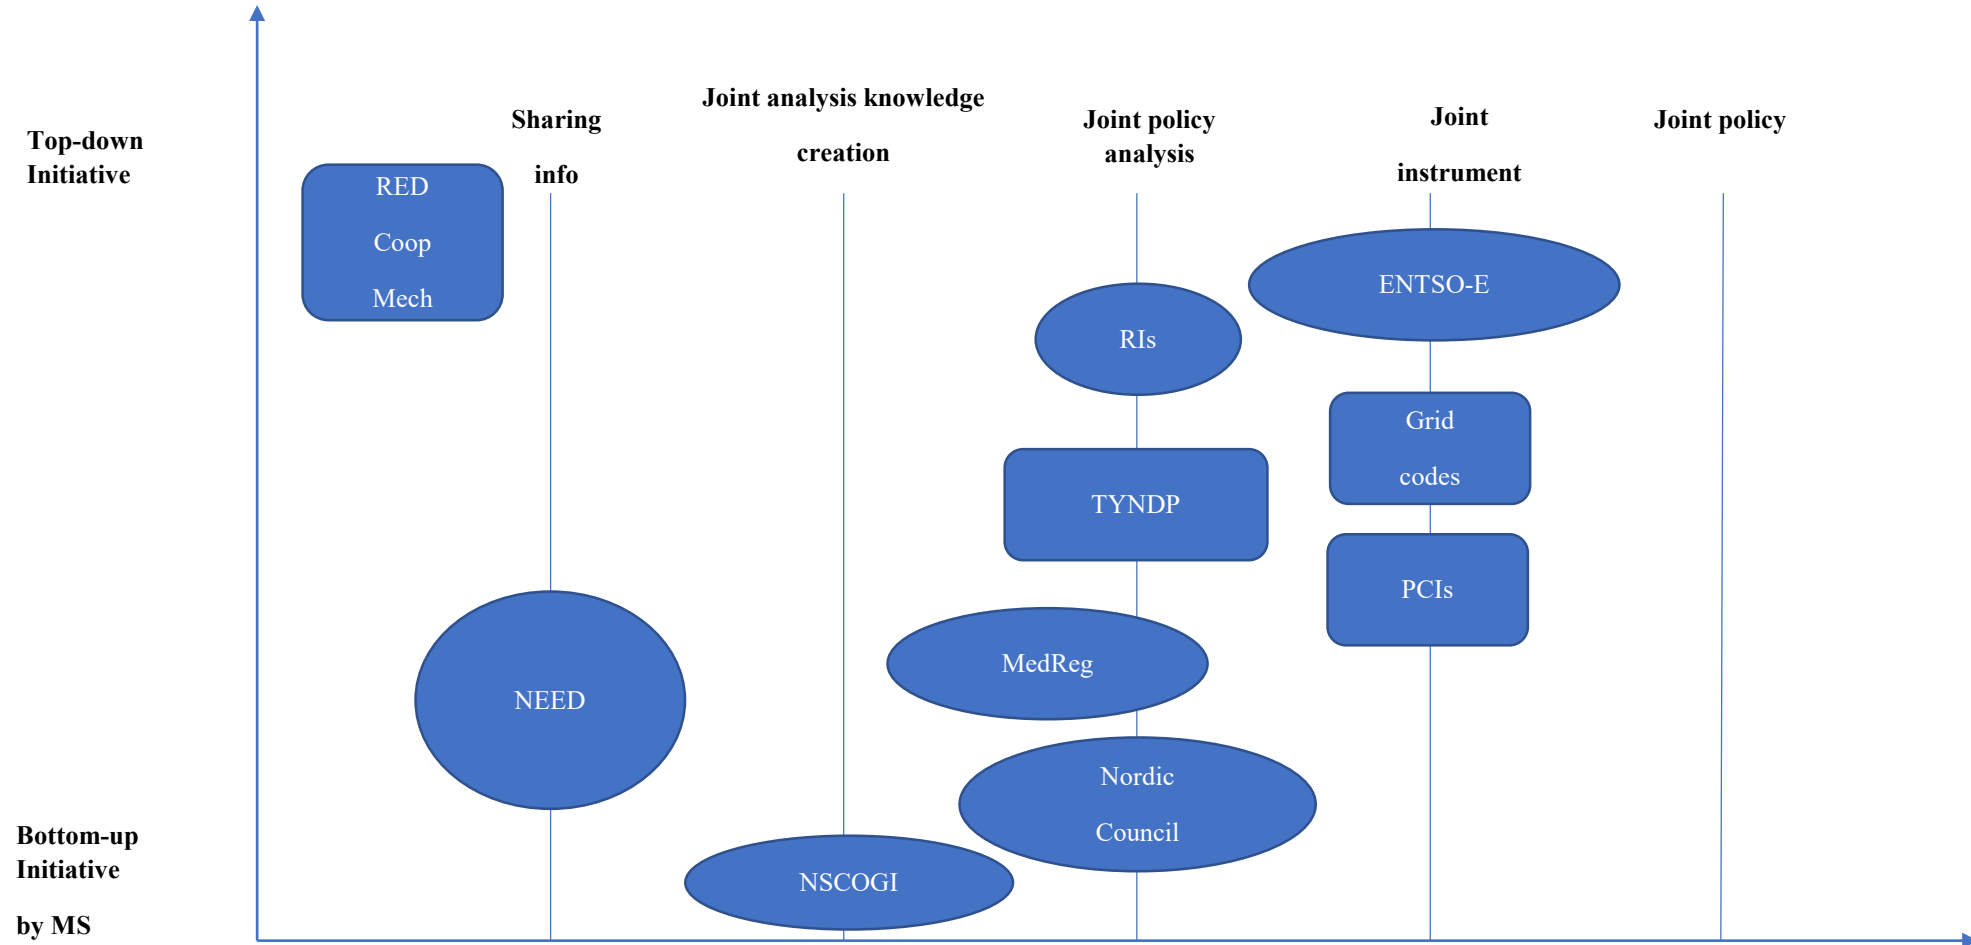 Top-down
Initiative
Sharing
info
Joint analysis knowledge
creation
Joint policy
analysis
Joint
instrument
Joint policy
RED
Coop
Mech
ENTSO-E
RIs
Grid
codes
TYNDP
PCIs
MedReg
NEED
Nordic
Council
NSCOGI
Bottom-up
Initiative
by MS